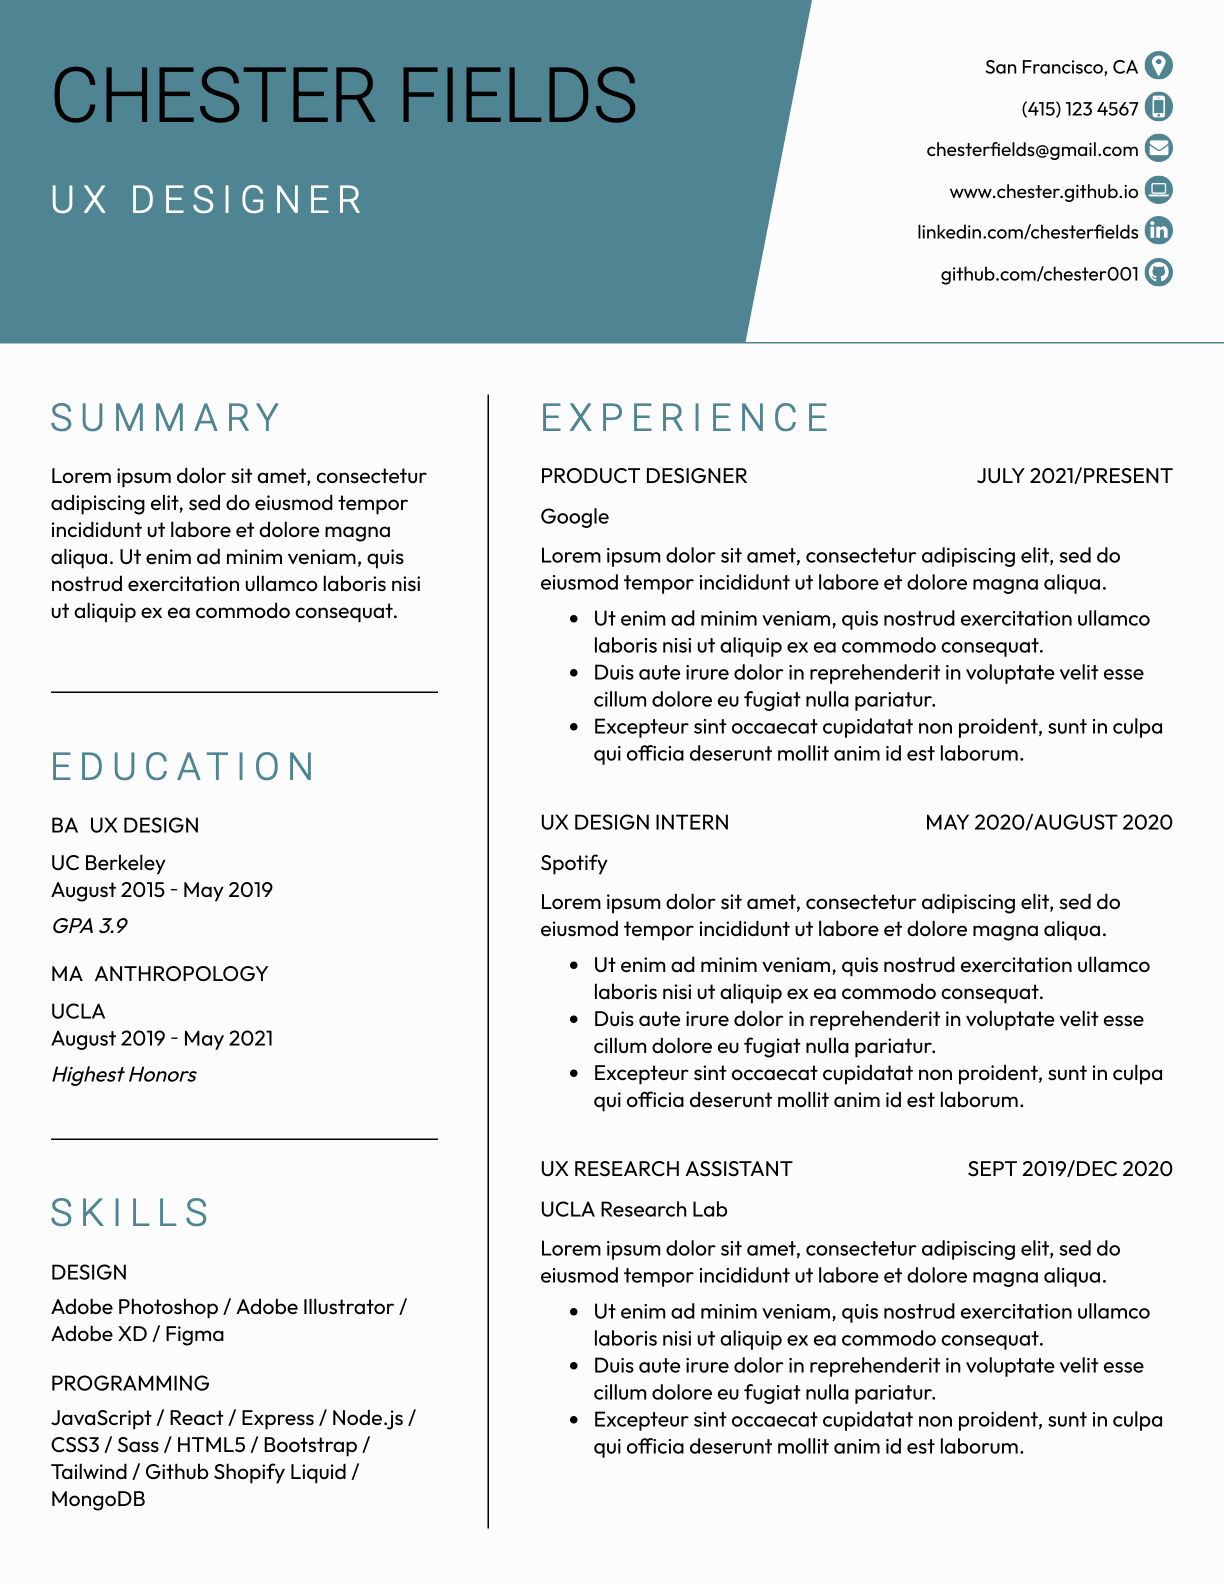 CHESTER FIELDS
UX DESIGNER
San Francisco, CA
(415) 123 4567
chesterfields@gmail.com
www.chester.github.io
linkedin.com/chesterfields
in
github.com/chester001
SUMMARY
Lorem ipsum dolor sit amet, consectetur
adipiscing elit, sed do eiusmod tempor
incididunt ut labore et dolore magna
aliqua. Ut enim ad minim veniam, quis
nostrud exercitation ullamco laboris nisi
ut aliquip ex ea commodo consequat.
EDUCATION
BA  UX DESIGN
UC Berkeley
August 2015 - May 2019
GPA 3.9
MA  ANTHROPOLOGY
UCLA
August 2019 - May 2021
Highest Honors
SKILLS
DESIGN
Adobe Photoshop / Adobe Illustrator /
Adobe XD / Figma
PROGRAMMING
JavaScript / React / Express / Node.js /
CSS3 / Sass / HTML5 / Bootstrap /
Tailwind / Github Shopify Liquid /
MongoDB
EXPERIENCE
PRODUCT DESIGNER JULY 2021/PRESENT
Google
Lorem ipsum dolor sit amet, consectetur adipiscing elit, sed do
eiusmod tempor incididunt ut labore et dolore magna aliqua.
• Ut enim ad minim veniam, quis nostrud exercitation ullamco
laboris nisi ut aliquip ex ea commodo consequat.
• Duis aute irure dolor in reprehenderit in voluptate velit esse
cillum dolore eu fugiat nulla pariatur.
• Excepteur sint occaecat cupidatat non proident, sunt in culpa
qui officia deserunt mollit anim id est laborum.
UX DESIGN INTERN MAY 2020/AUGUST 2020
Spotify
Lorem ipsum dolor sit amet, consectetur adipiscing elit, sed do
eiusmod tempor incididunt ut labore et dolore magna aliqua.
• Ut enim ad minim veniam, quis nostrud exercitation ullamco
laboris nisi ut aliquip ex ea commodo consequat.
• Duis aute irure dolor in reprehenderit in voluptate velit esse
cillum dolore eu fugiat nulla pariatur.
• Excepteur sint occaecat cupidatat non proident, sunt in culpa
qui officia deserunt mollit anim id est laborum.
UX RESEARCH ASSISTANT SEPT 2019/DEC 2020
UCLA Research Lab
Lorem ipsum dolor sit amet, consectetur adipiscing elit, sed do
eiusmod tempor incididunt ut labore et dolore magna aliqua.
• Ut enim ad minim veniam, quis nostrud exercitation ullamco
laboris nisi ut aliquip ex ea commodo consequat.
• Duis aute irure dolor in reprehenderit in voluptate velit esse
cillum dolore eu fugiat nulla pariatur.
• Excepteur sint occaecat cupidatat non proident, sunt in culpa
qui officia deserunt mollit anim id est laborum.